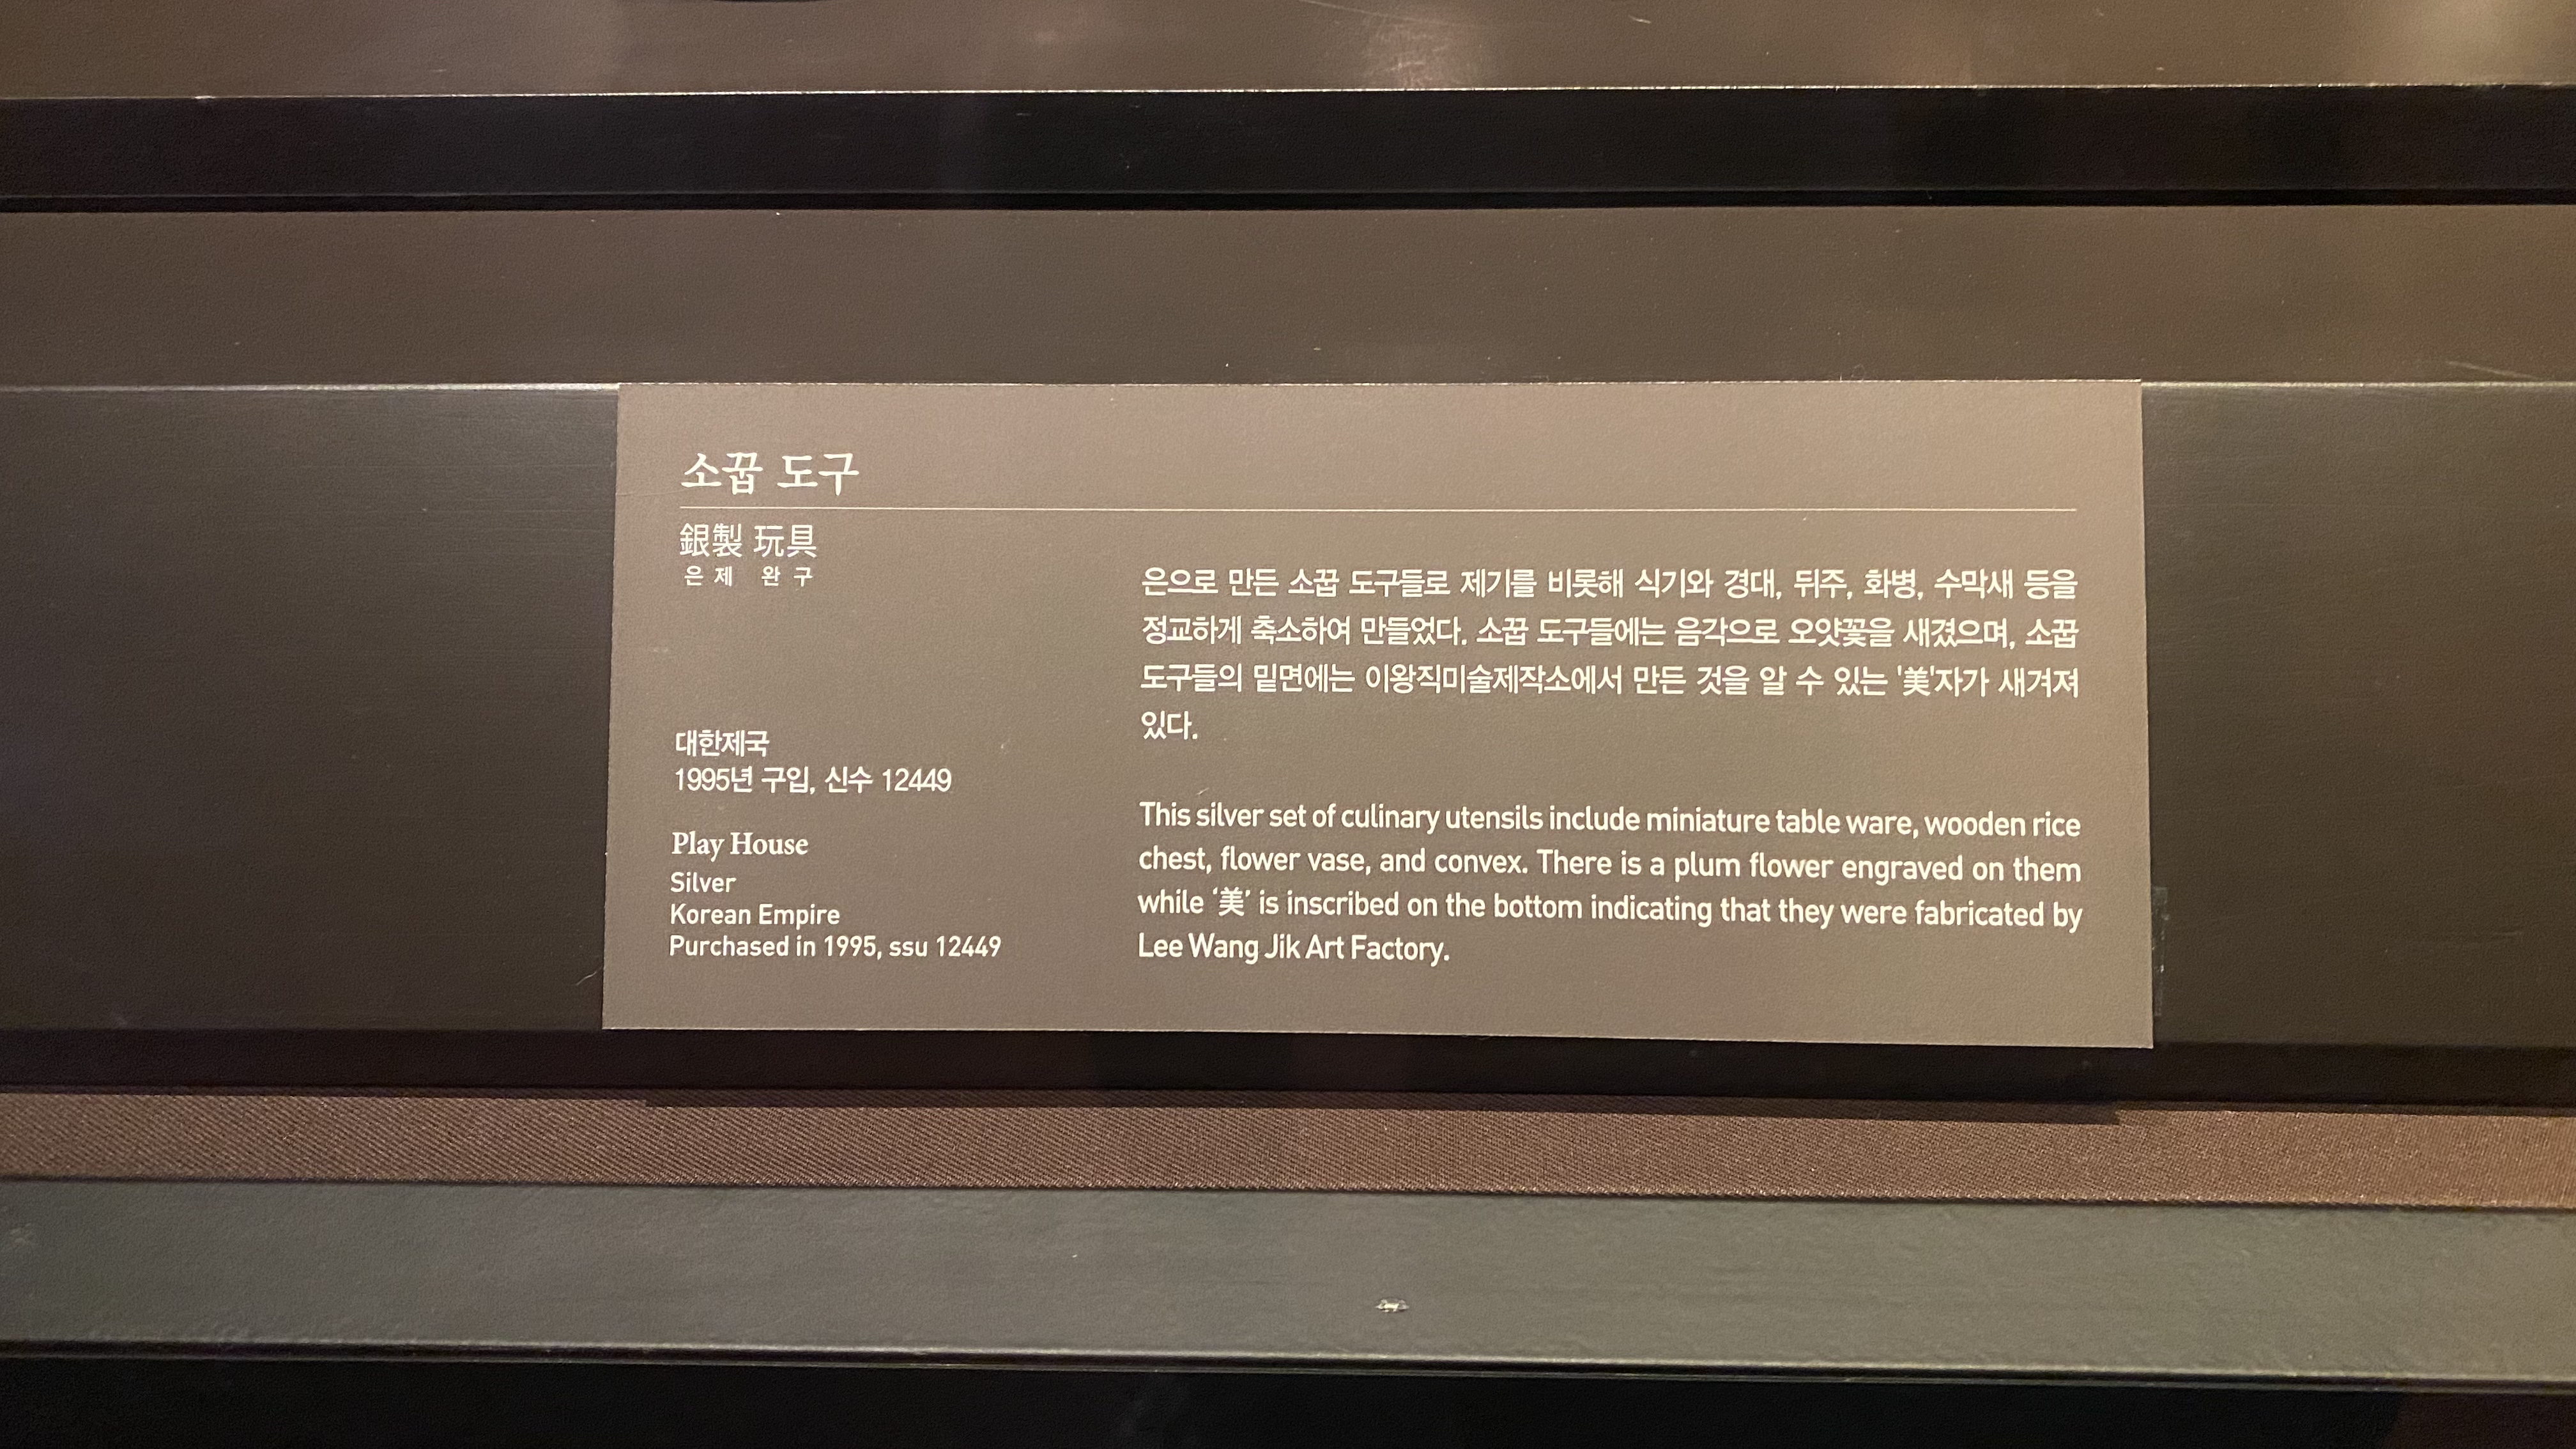 소꿉 도구
銀製 玩具
은제 완구
대한제국
1995년 구입, 신수 12449
Play House
Silver
Korean Empire
Purchased in 1995, ssu 12449
은으로 만든 소꿉 도구들로 제기를 비롯해 식기와 경대, 뒤주, 화병, 수막새 등을
정교하게 축소하여 만들었다. 소꿉 도구들에는 음각으로 오얏꽃을 새겼으며, 소꿉
도구들의 밑면에는 이왕직미술제작소에서 만든 것을 알 수 있는 '美'자가 새겨져
있다.
This silver set of culinary utensils include miniature table ware, wooden rice
chest, flower vase, and convex. There is a plum flower engraved on them
while ‘美’ is inscribed on the bottom indicating that they were fabricated by
Lee Wang Jik Art Factory.